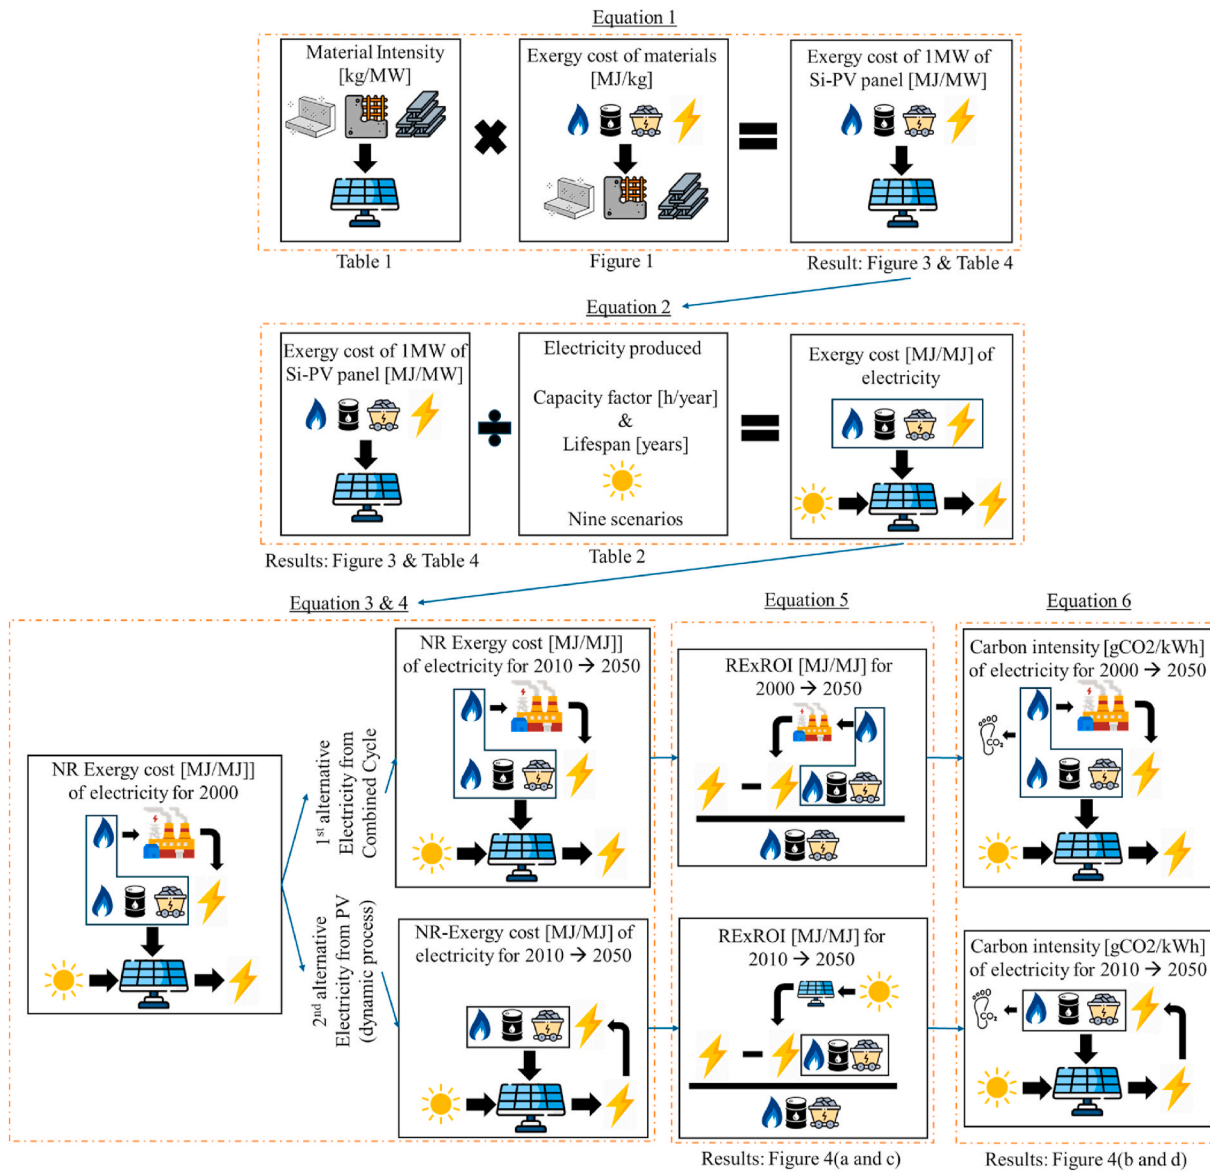 Equation 1
Material Intensity
[kg/MW]
Exergy cost of materials
[MJ/kg]
Exergy cost of 1MW of
Si-PV panel [MJ/MW]
Table 1
Figure 1
Result: Figure 3 & Table 4
Equation 2
Exergy cost of 1MW of
Si-PV panel [MJ/MW]
Electricity produced
Capacity factor [h/year]
&
Lifespan [years]
Nine scenarios
Exergy cost [MJ/MJ] of
electricity
Results: Figure 3 & Table 4
Table 2
Equation 3 & 4
Equation 5
Equation 6
NR Exergy cost [MJ/MJ]]
of electricity for 2000
1st alternative
Electricity from
Combined Cycle
2nd alternative
Electricity from PV
(dynamic process)
NR Exergy cost [MJ/MJ]]
of electricity for 2010 → 2050
RExROI [MJ/MJ] for
2000 → 2050
Carbon intensity [gCO2/kWh]
of electricity for 2000 → 2050
CO2
NR-Exergy cost [MJ/MJ] of
electricity for 2010 → 2050
RExROI [MJ/MJ] for
2010 → 2050
Carbon intensity [gCO2/kWh]
of electricity for 2010 → 2050
CO2
Results: Figure 4(a and c)
Results: Figure 4(b and d)